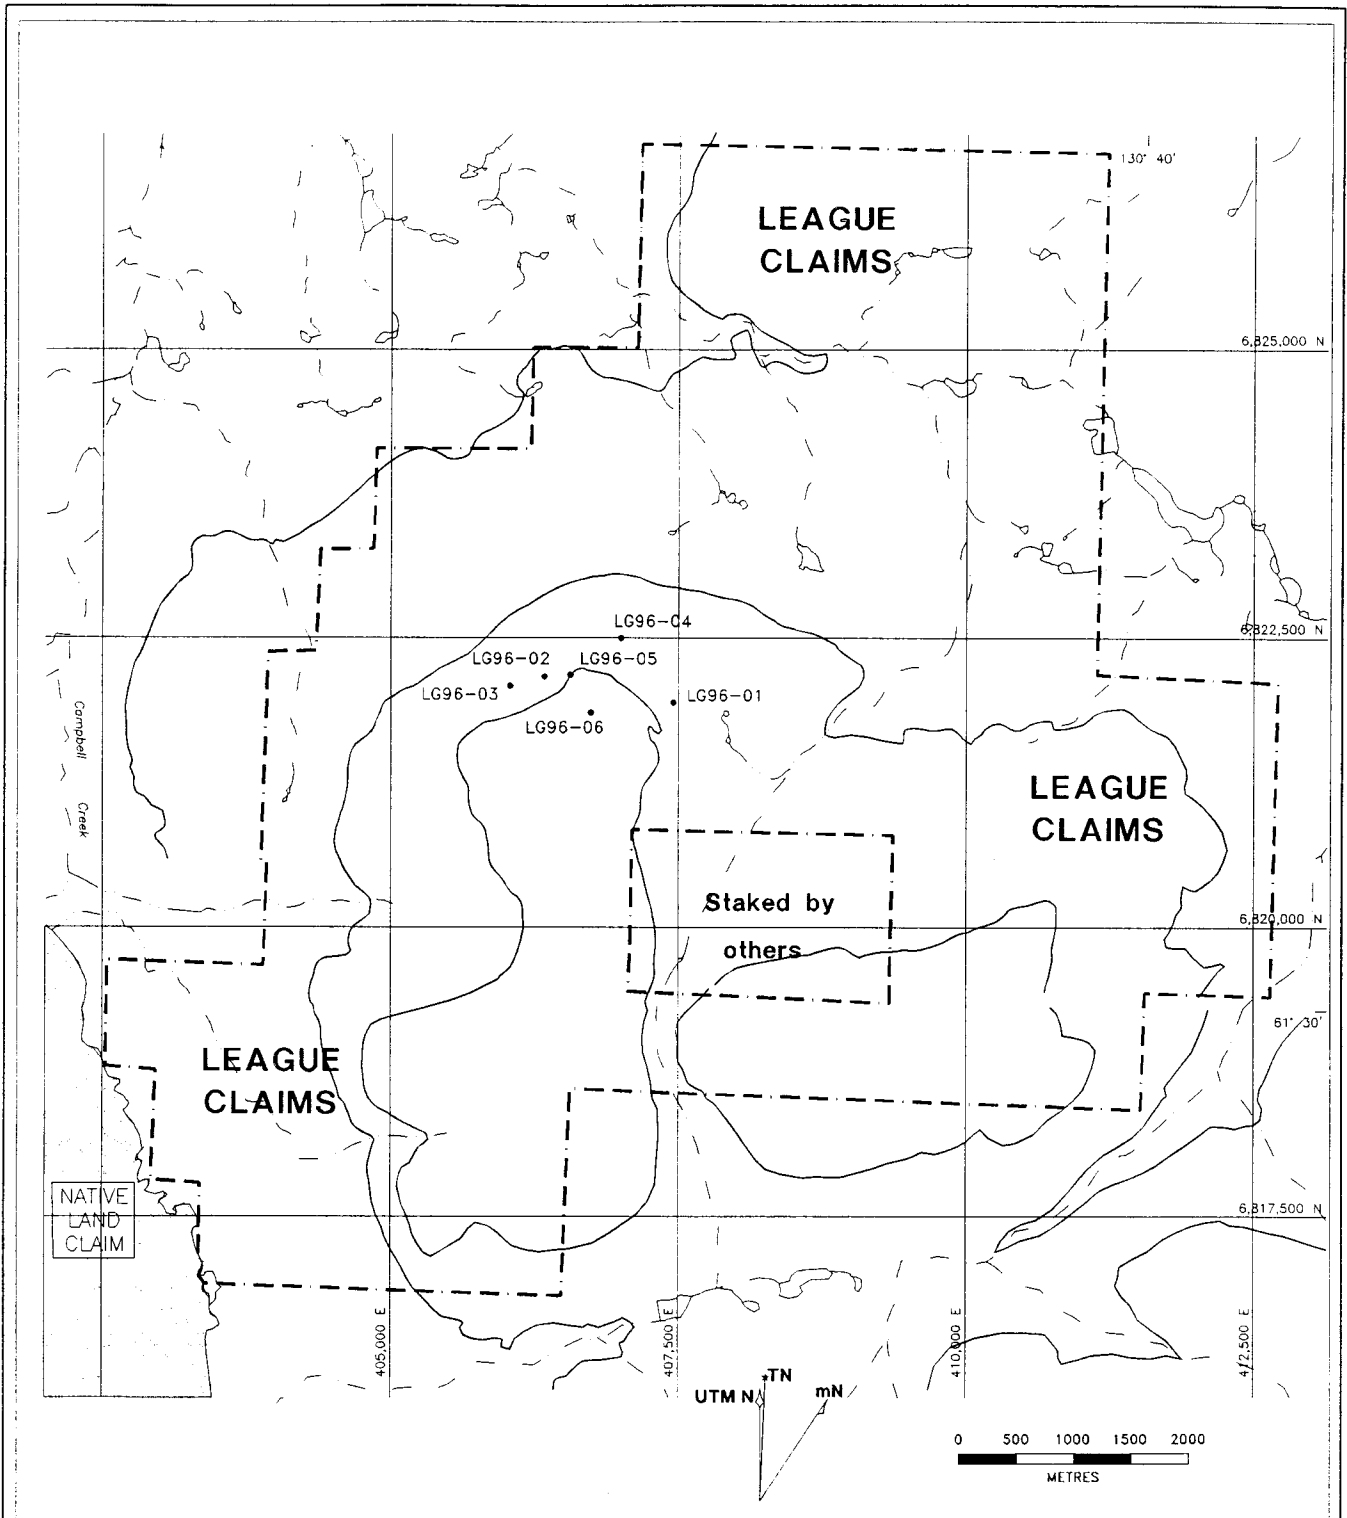 130° 40'
LEAGUE
CLAIMS
6,825,000 N
LG96-04
6,822,500 N
LG96-02
LG96-05
LG96-03
LG96-01
LG96-06
Campbell
Creek
LEAGUE
CLAIMS
Staked by
others
6,820,000 N
61° 30'
LEAGUE
CLAIMS
NATIVE
LAND
CLAIM
6,817,500 N
405,000 E
407,500 E
410,000 E
412,500 E
TN
UTM N
mN
0 500 1000 1500 2000
METRES